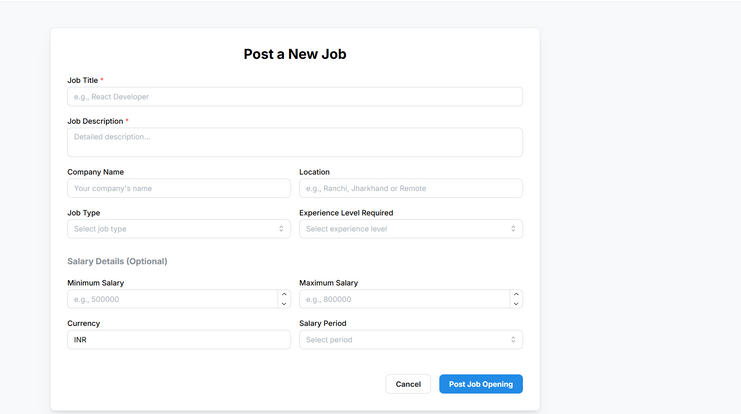 Post a New Job
Job Title *
e.g., React Developer
Job Description *
Detailed description...
Company Name
Location
Your company's name
e.g., Ranchi, Jharkhand or Remote
Job Type
Experience Level Required
Select job type
Select experience level
Salary Details (Optional)
Minimum Salary
Maximum Salary
e.g., 500000
e.g., 800000
Currency
Salary Period
INR
Select period
Cancel
Post Job Opening